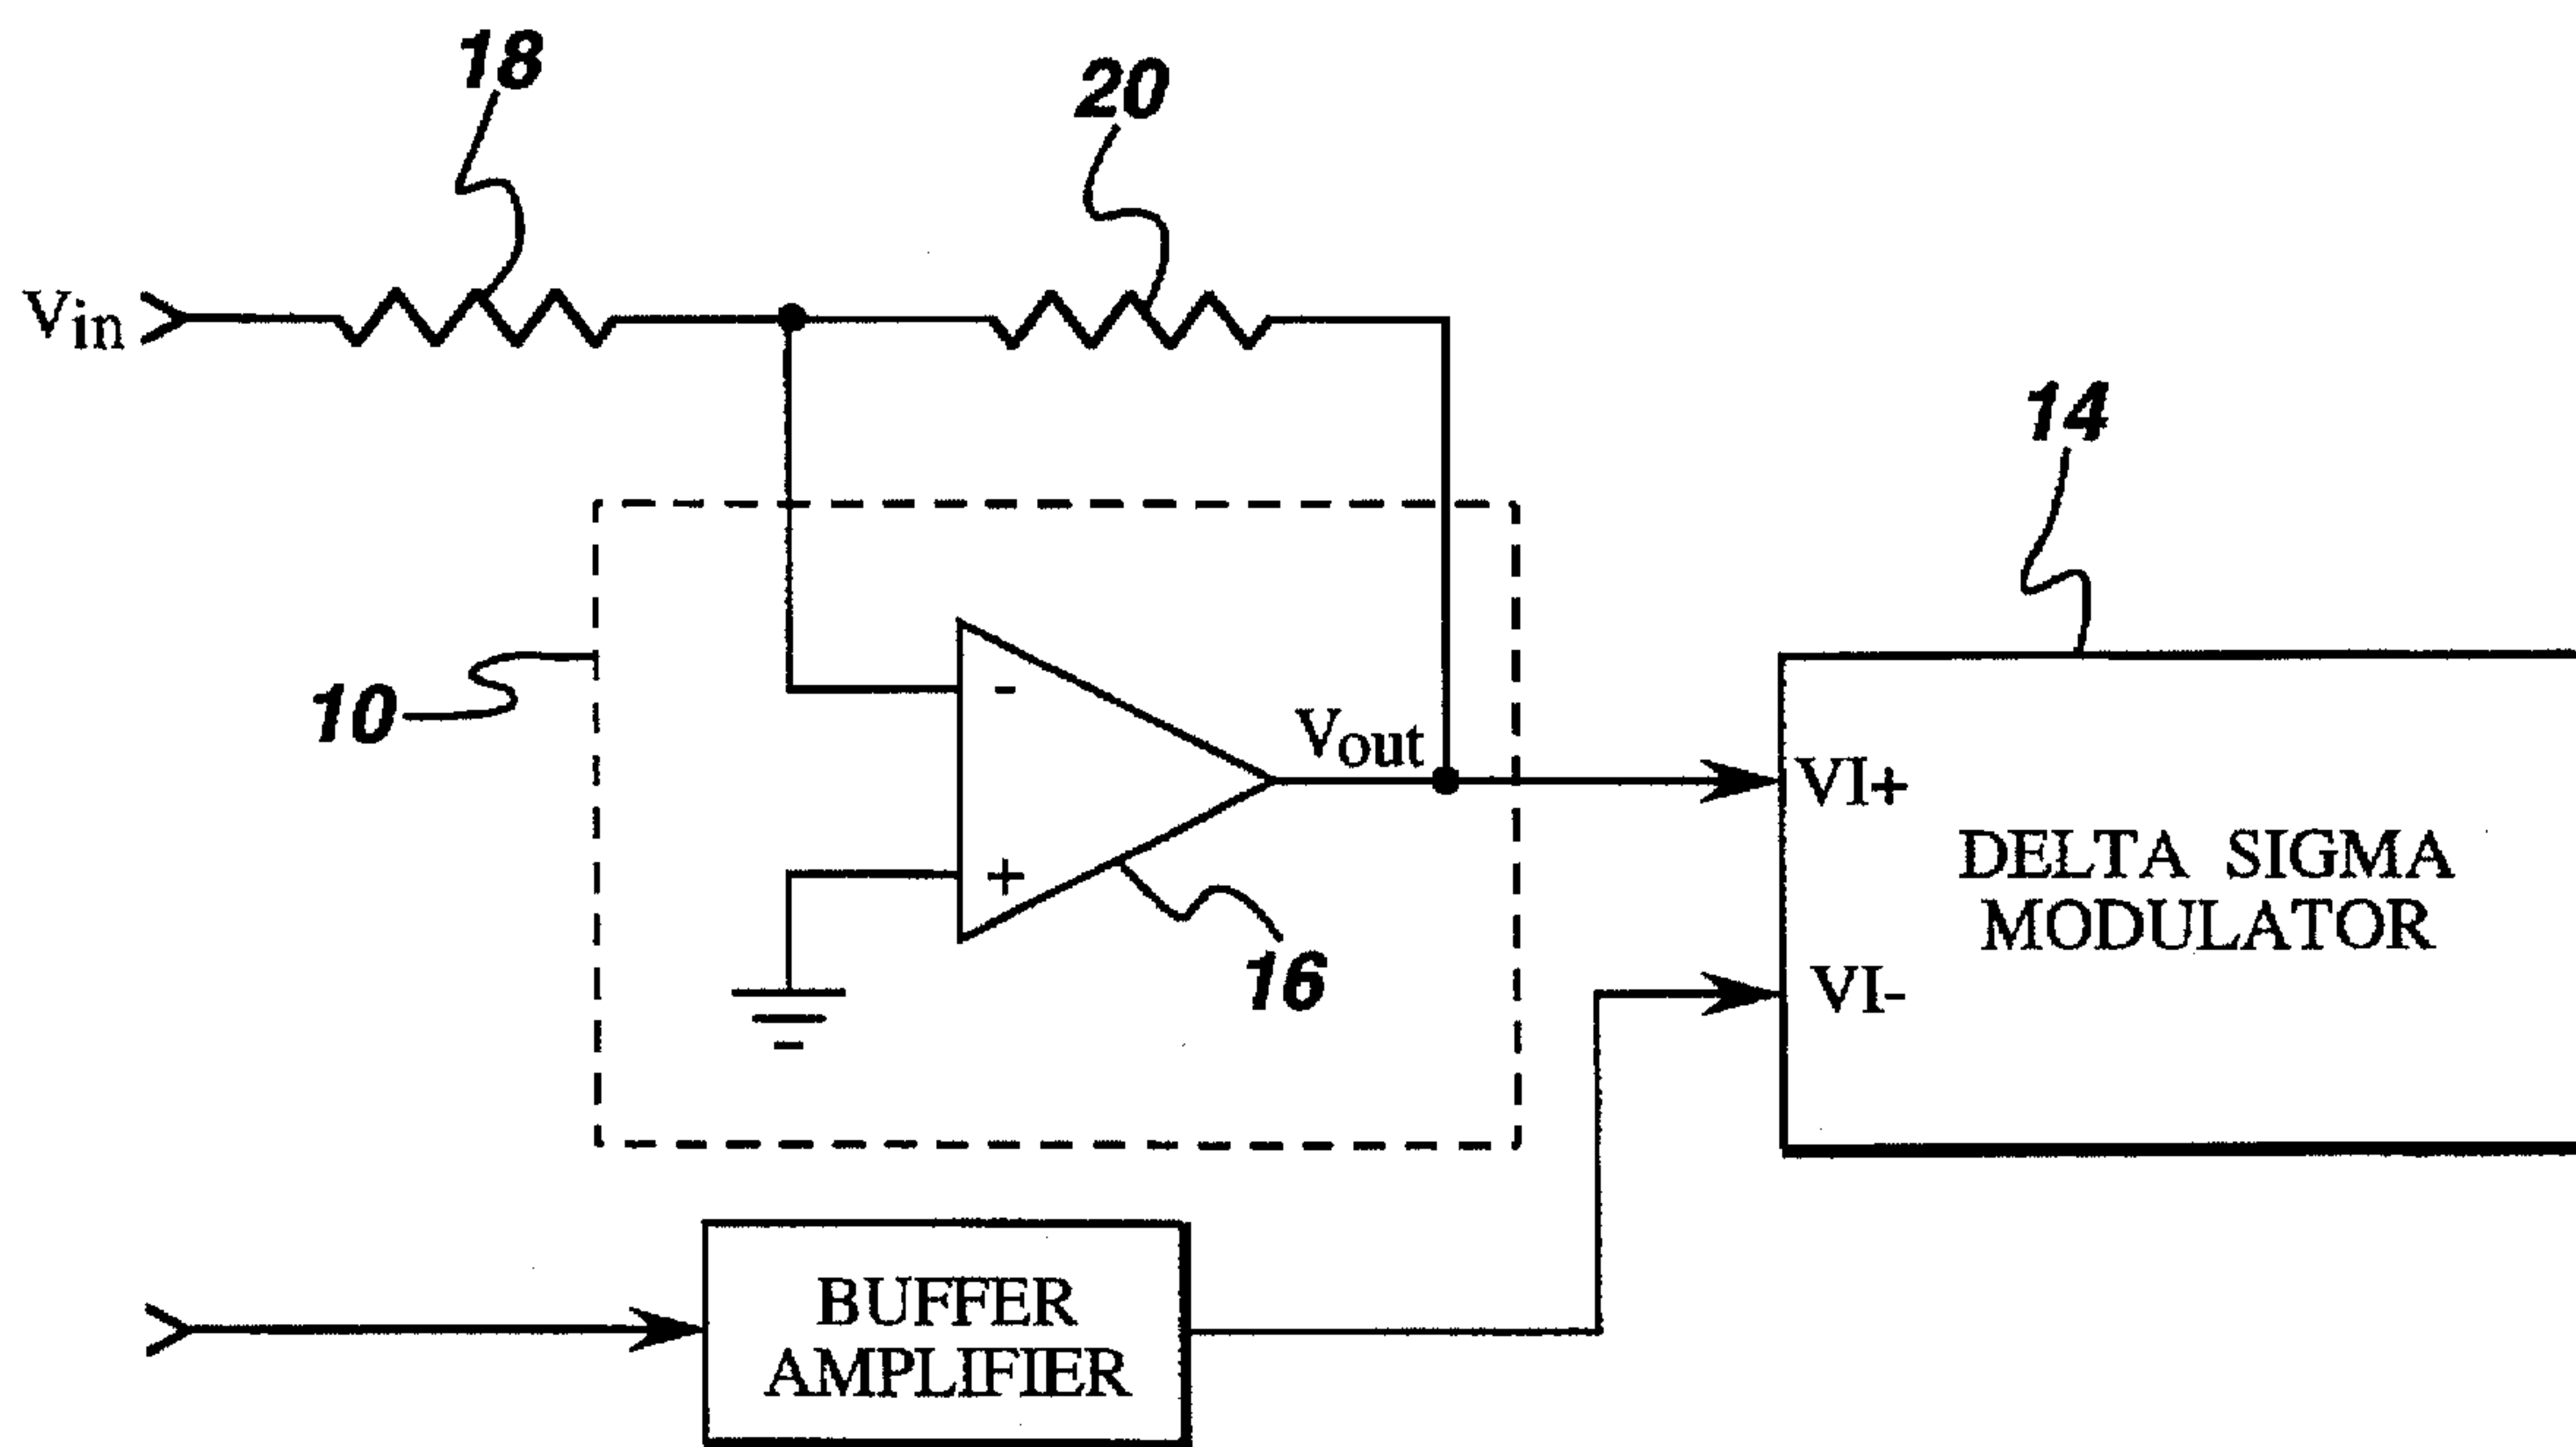 18
20
Vin
14
10
-
Vout
VI+
+
DELTA SIGMA
MODULATOR
16
VI-
BUFFER
AMPLIFIER